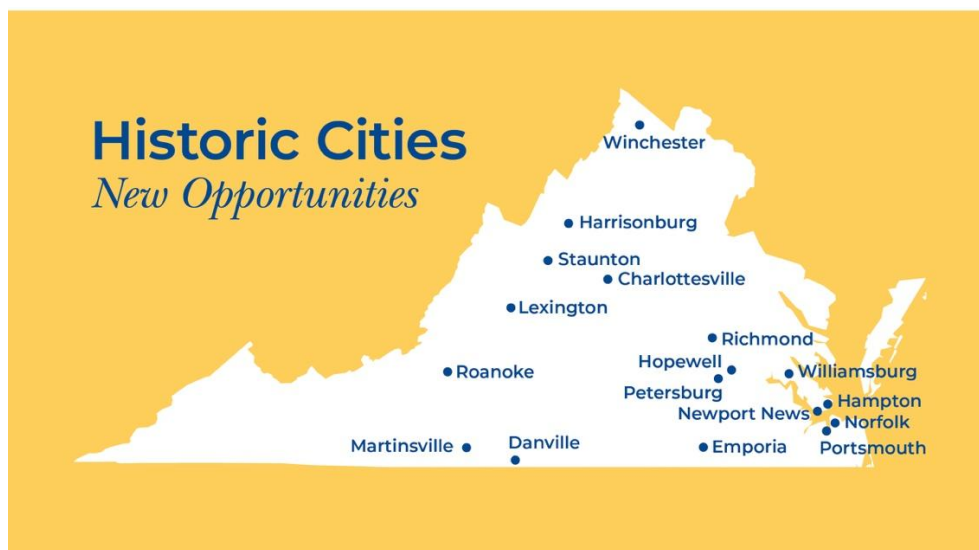 Historic Cities
New Opportunities
Winchester
Harrisonburg
Staunton
Charlottesville
Lexington
Richmond
Hopewell
Roanoke
Williamsburg
Petersburg
Hampton
Newport News
Norfolk
Martinsville
Danville
Emporia
Portsmouth